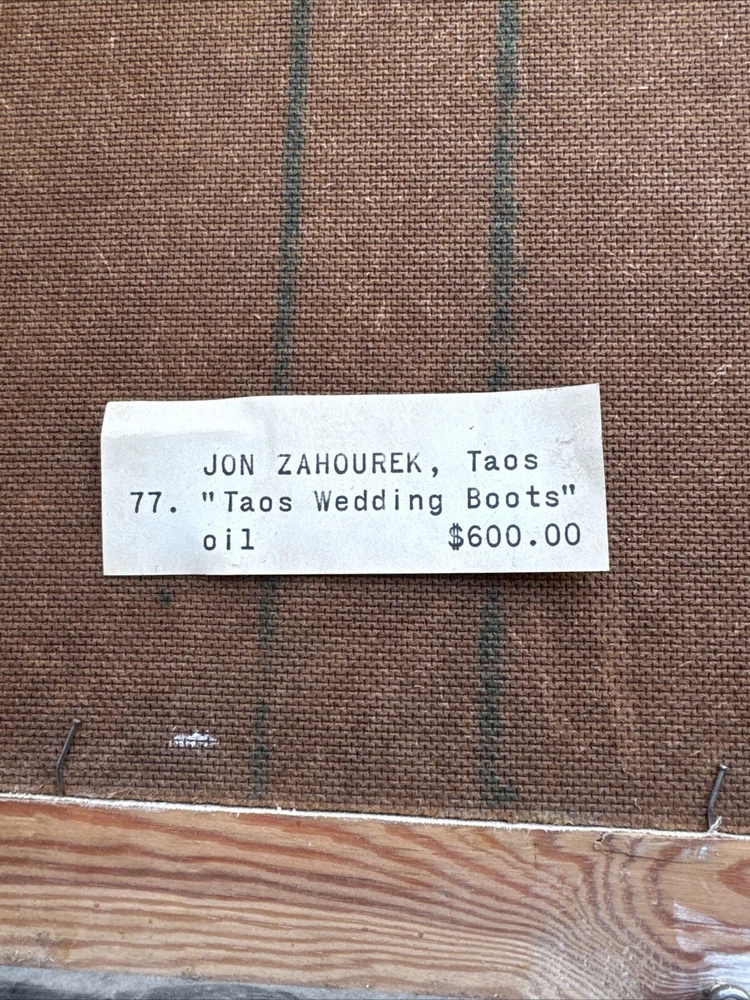 JON ZAHOUREK, Taos
77. "Taos Wedding Boots"
oil $600.00